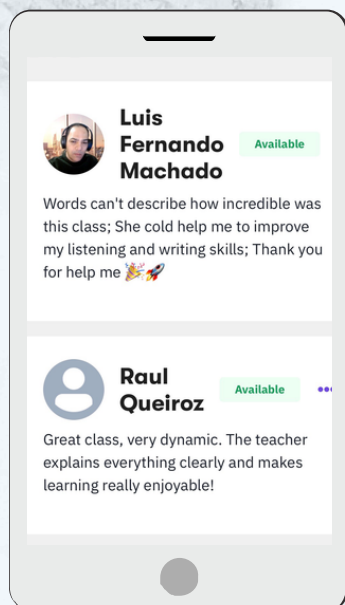 Luis
Fernando
Machado
Available
Words can't describe how incredible was
this class; She cold help me to improve
my listening and writing skills; Thank you
for help me 🎉🚀
Raul
Queiroz
Available
Great class, very dynamic. The teacher
explains everything clearly and makes
learning really enjoyable!